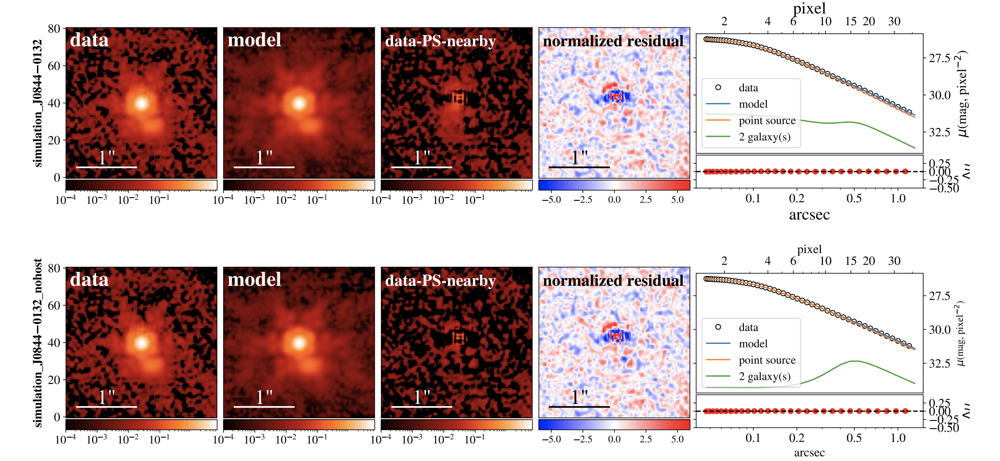 pixel
2 4 6 10 15 20 30
simulation_J0844−0132
80
60
40
20
0
data
1"
10⁻⁴ 10⁻³ 10⁻² 10⁻¹
model
1"
10⁻⁴ 10⁻³ 10⁻² 10⁻¹
data-PS-nearby
1"
10⁻⁴ 10⁻³ 10⁻² 10⁻¹
normalized residual
1"
−5.0 −2.5 0.0 2.5 5.0
data
model
point source
2 galaxy(s)
27.5
30.0
32.5
μ(mag, pixel⁻²)
0.25
0.00
−0.25
−0.50
0.1 0.2 0.5 1.0
arcsec
pixel
2 4 6 10 15 20 30
simulation_J0844−0132_nohost
80
60
40
20
0
data
1"
10⁻⁴ 10⁻³ 10⁻² 10⁻¹
model
1"
10⁻⁴ 10⁻³ 10⁻² 10⁻¹
data-PS-nearby
1"
10⁻⁴ 10⁻³ 10⁻² 10⁻¹
normalized residual
1"
−5.0 −2.5 0.0 2.5 5.0
data
model
point source
2 galaxy(s)
27.5
30.0
32.5
μ(mag, pixel⁻²)
0.25
0.00
−0.25
−0.50
0.1 0.2 0.5 1.0
arcsec